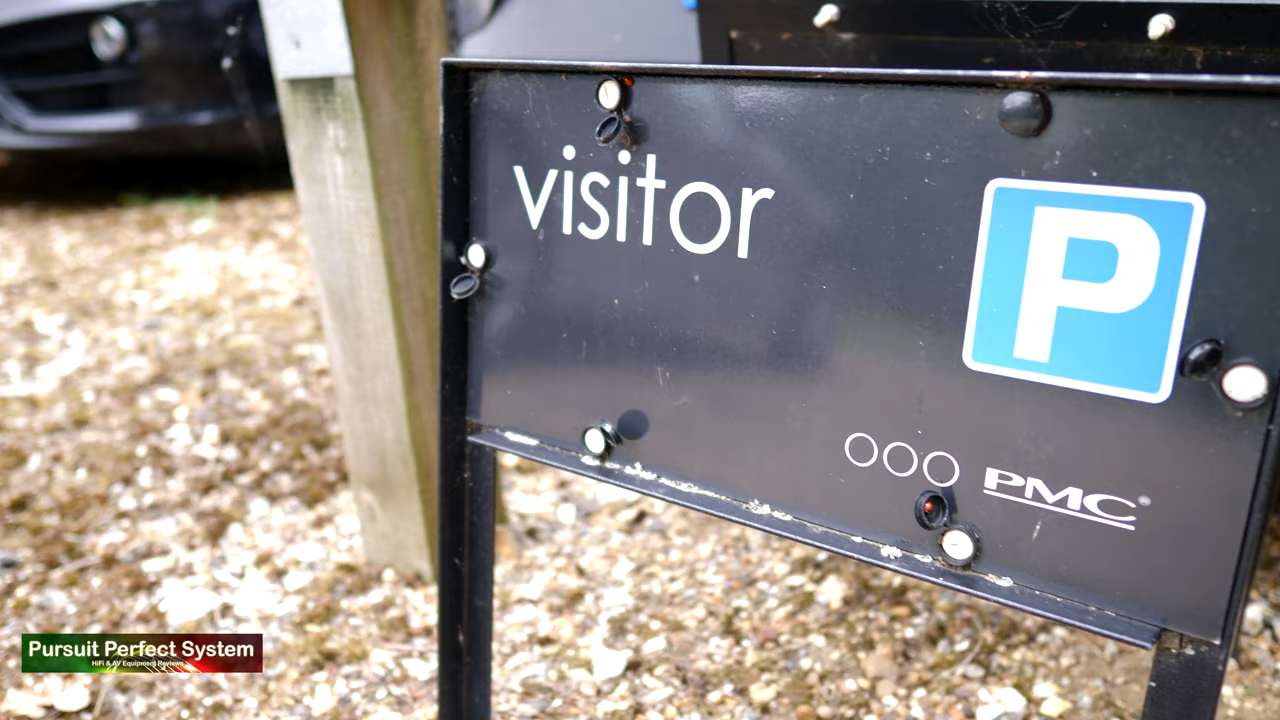 visitor
P
PMC®
Pursuit Perfect System
HiFi & AV Equipment Reviews